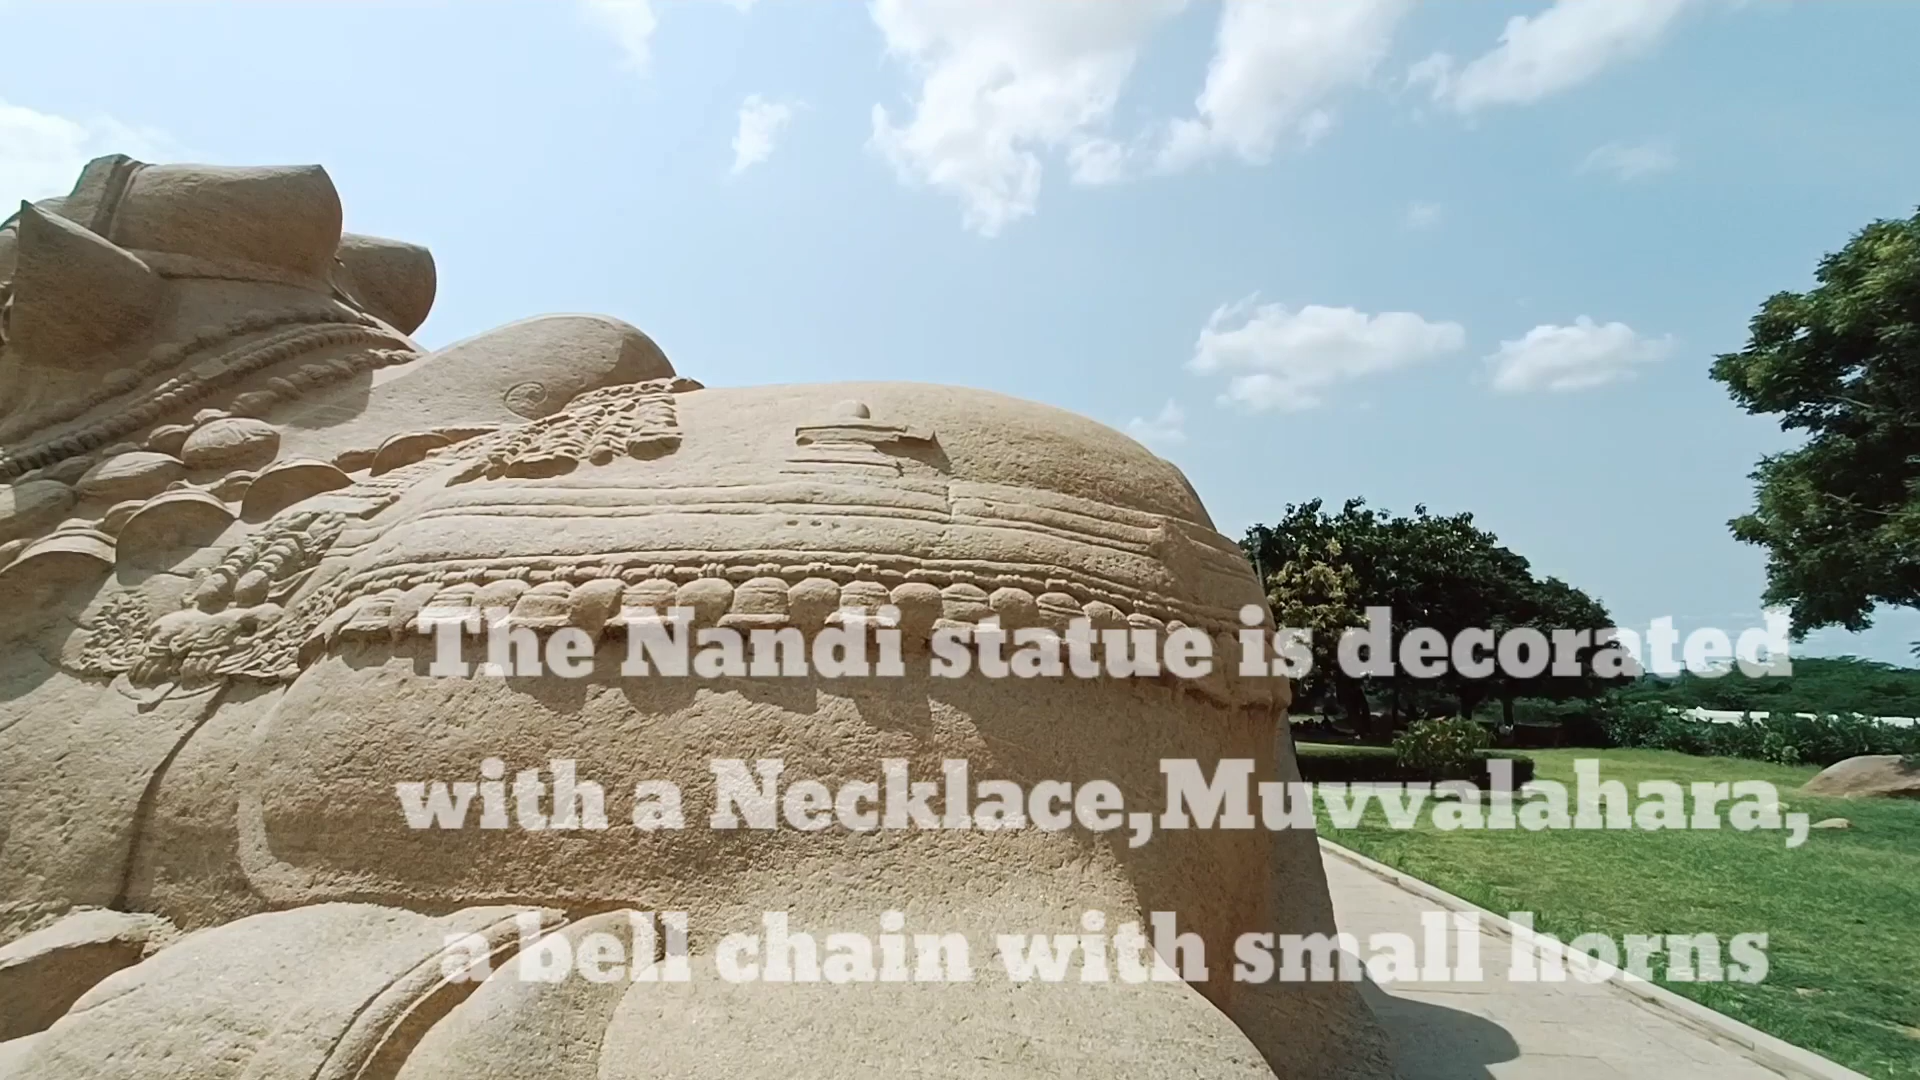 The Nandi statue is decorated
with a Necklace,Muvvalahara,
a bell chain with small horns